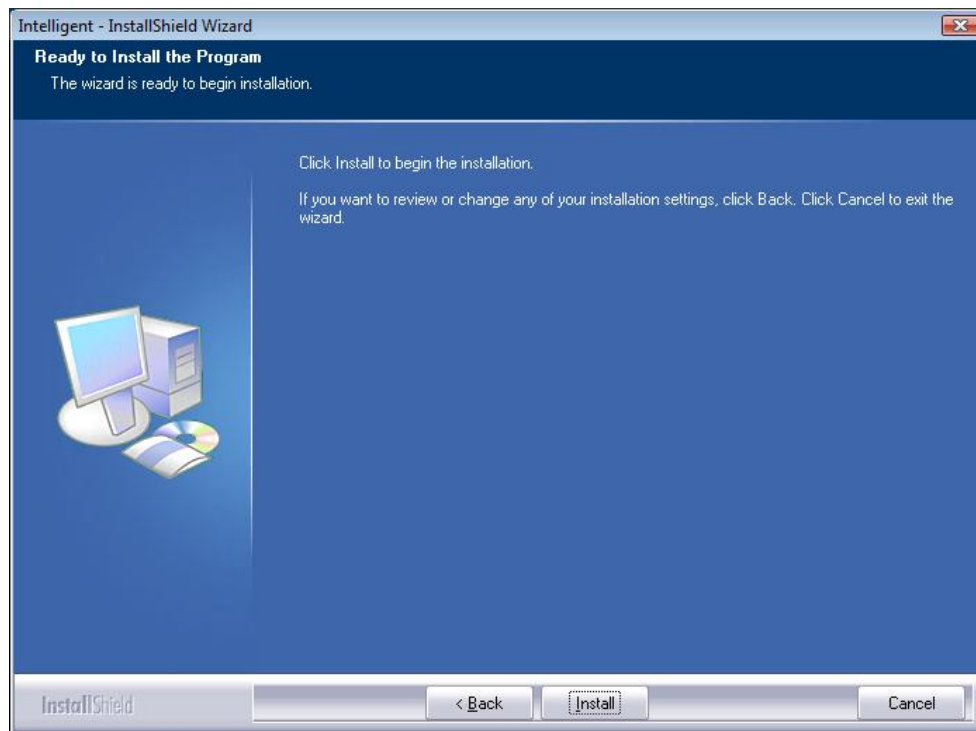 Intelligent - InstallShield Wizard
Ready to Install the Program
The wizard is ready to begin installation.
Click Install to begin the installation.
If you want to review or change any of your installation settings, click Back. Click Cancel to exit the
wizard.
InstallShield
< Back Install Cancel